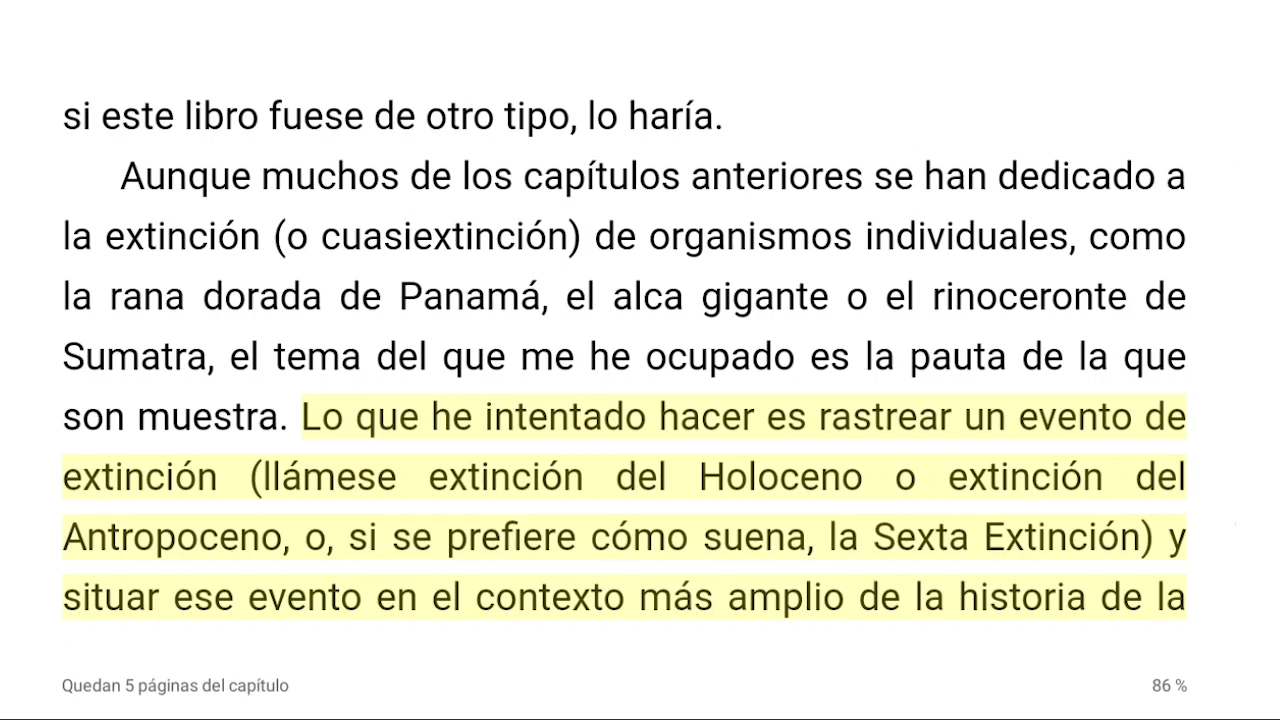 si este libro fuese de otro tipo, lo haría.
Aunque muchos de los capítulos anteriores se han dedicado a
la extinción (o cuasiextinción) de organismos individuales, como
la rana dorada de Panamá, el alca gigante o el rinoceronte de
Sumatra, el tema del que me he ocupado es la pauta de la que
son muestra. Lo que he intentado hacer es rastrear un evento de
extinción (llámese extinción del Holoceno o extinción del
Antropoceno, o, si se prefiere cómo suena, la Sexta Extinción) y
situar ese evento en el contexto más amplio de la historia de la
Quedan 5 páginas del capítulo
86 %